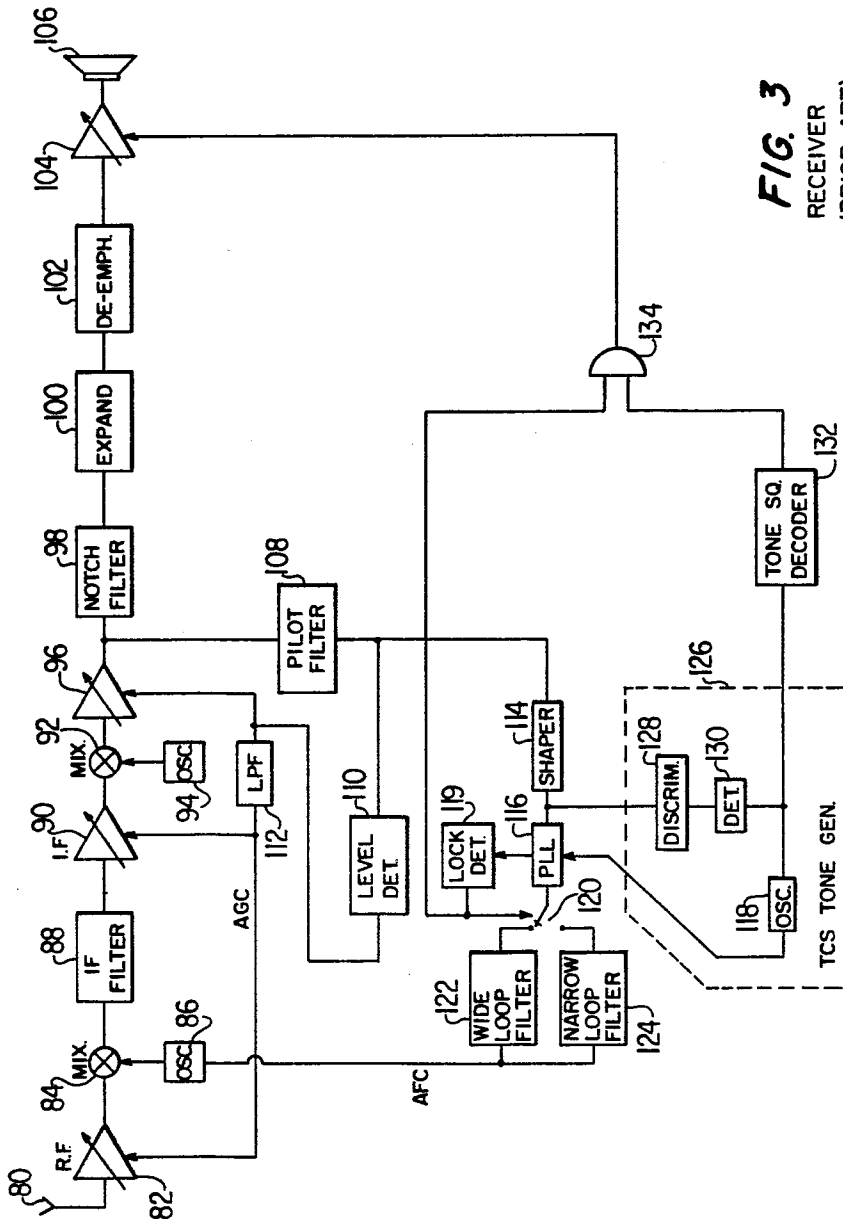 80
R.F.
82
84
MIX.
OSC.
86
88
IF
FILTER
90
I.F
MIX.
92
OSC.
94
96
98
NOTCH
FILTER
100
EXPAND
102
DE-EMPH.
104
106
AGC
LPF
112
108
PILOT
FILTER
110
LEVEL
DET.
AFC
122
WIDE
LOOP
FILTER
NARROW
LOOP
FILTER
124
120
LOCK
DET.
119
PLL
116
SHAPER
114
126
DISCRIM.
128
DET.
130
118
OSC.
TCS TONE GEN.
TONE SQ.
DECODER
132
134
FIG. 3
RECEIVER